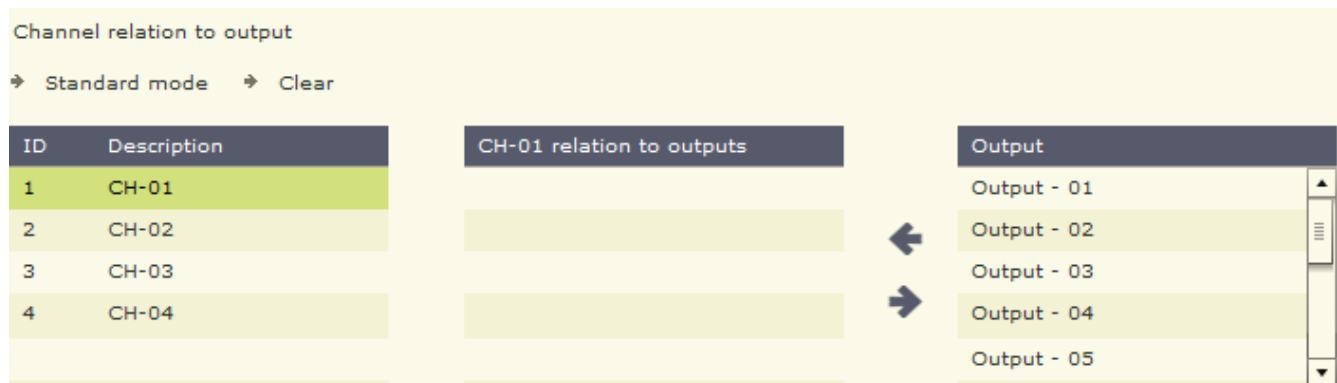 Channel relation to output
Standard mode Clear
ID Description CH-01 relation to outputs Output
1 CH-01 Output - 01
2 CH-02 Output - 02
3 CH-03 Output - 03
4 CH-04 Output - 04
Output - 05